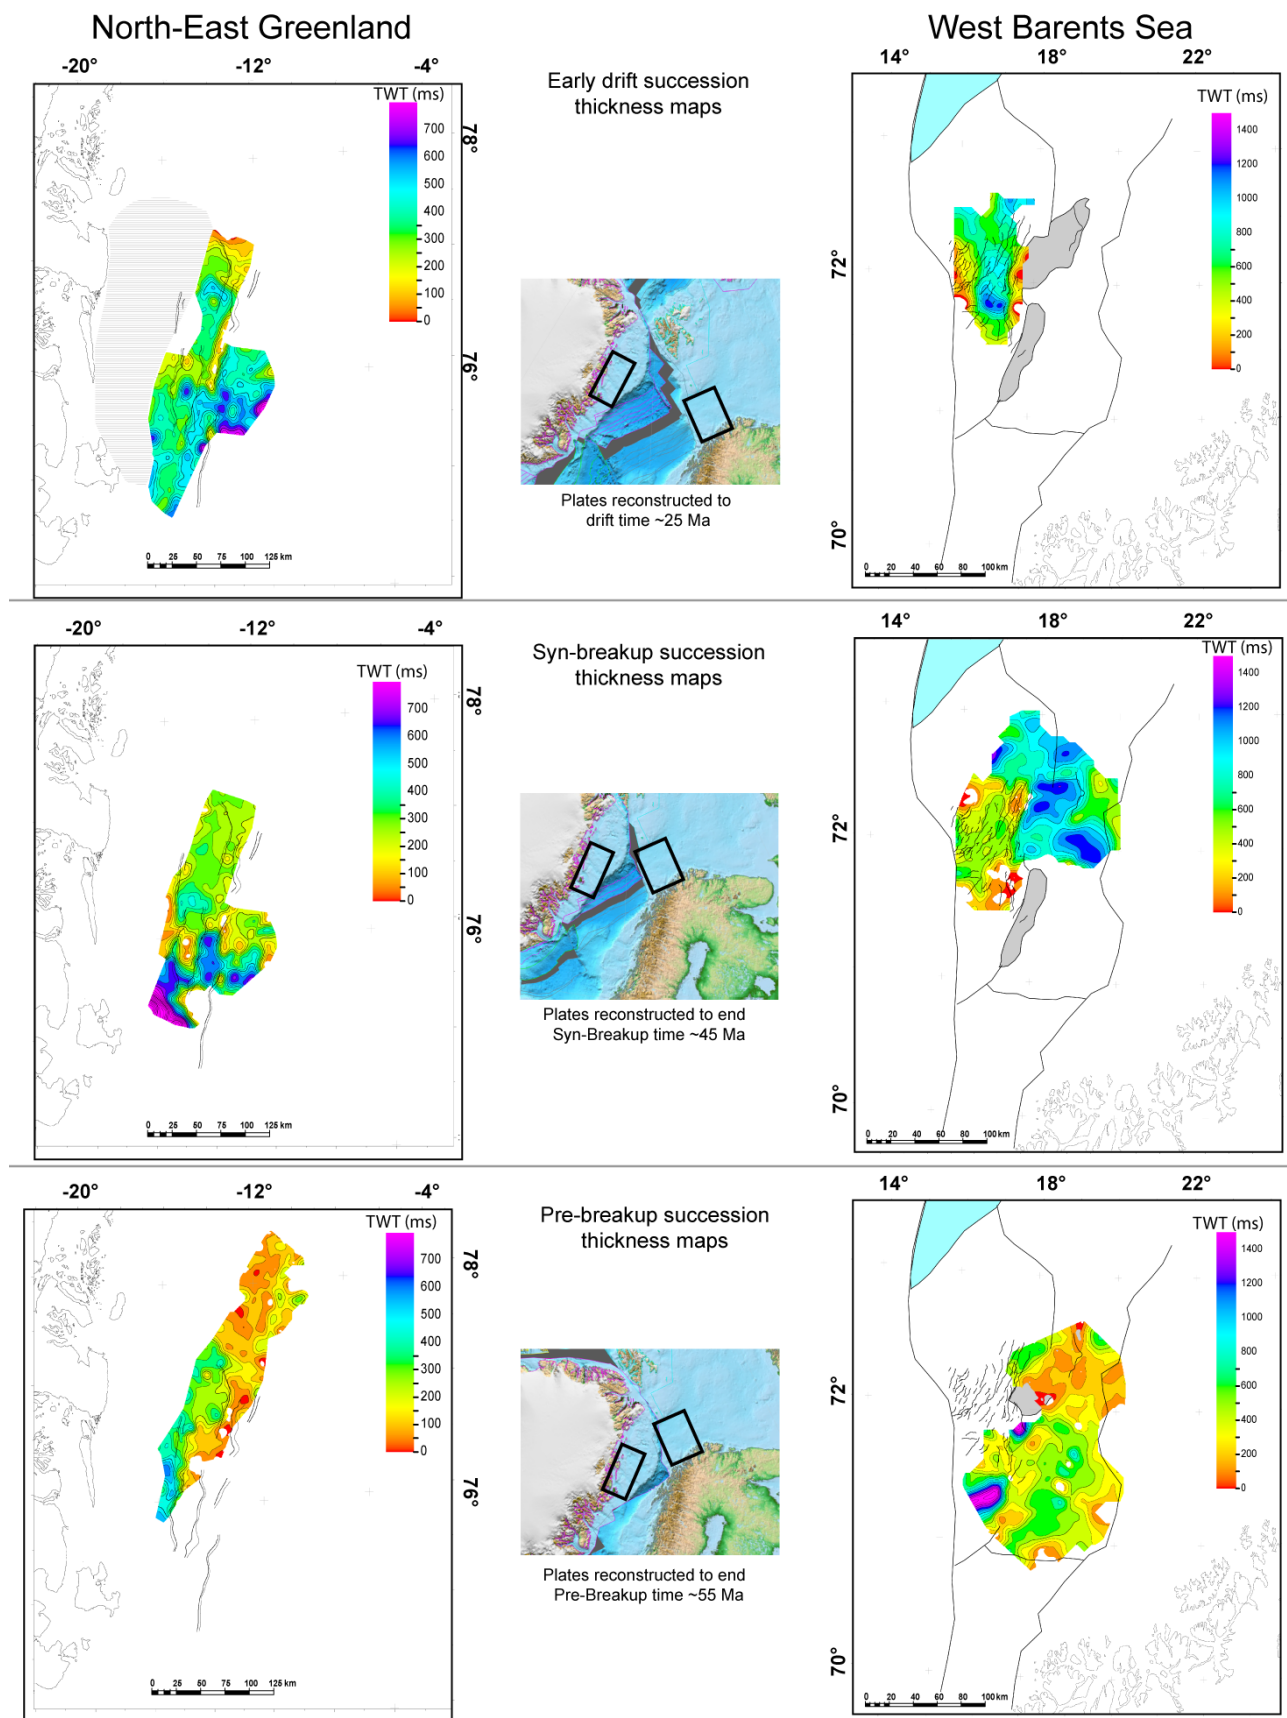 North-East Greenland
West Barents Sea
-20° -12° -4°
TWT (ms)
700
600
500
400
300
200
100
0
78°
76°
0 25 50 75 100 125 km
Early drift succession
thickness maps
Plates reconstructed to
drift time ~25 Ma
14° 18° 22°
TWT (ms)
1400
1200
1000
800
600
400
200
0
72°
70°
0 20 40 60 80 100km
-20° -12° -4°
TWT (ms)
700
600
500
400
300
200
100
0
78°
76°
0 25 50 75 100 125 km
Syn-breakup succession
thickness maps
Plates reconstructed to end
Syn-Breakup time ~45 Ma
14° 18° 22°
TWT (ms)
1400
1200
1000
800
600
400
200
0
72°
70°
0 20 40 60 80 100 km
-20° -12° -4°
TWT (ms)
700
600
500
400
300
200
100
0
78°
76°
0 25 50 75 100 125 km
Pre-breakup succession
thickness maps
Plates reconstructed to end
Pre-Breakup time ~55 Ma
14° 18° 22°
TWT (ms)
1400
1200
1000
800
600
400
200
0
72°
70°
0 20 40 60 80 100 km